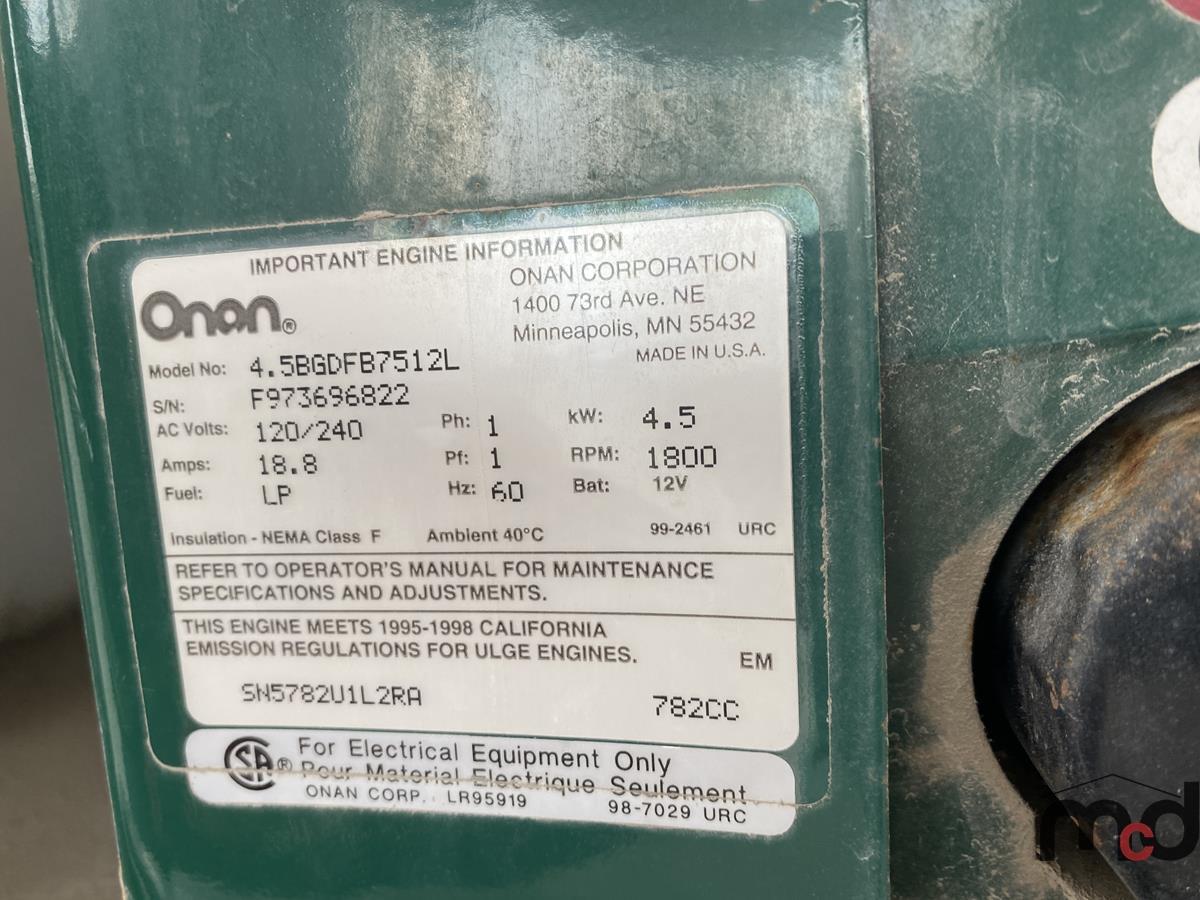 IMPORTANT ENGINE INFORMATION
Onan®
ONAN CORPORATION
1400 73rd Ave. NE
Minneapolis, MN 55432
MADE IN U.S.A.
Model No: 4.5BGDFB7512L
S/N: F973696822
AC Volts: 120/240 Ph: 1 kW: 4.5
Amps: 18.8 Pf: 1 RPM: 1800
Fuel: LP Hz: 60 Bat: 12V
Insulation - NEMA Class F Ambient 40°C 99-2461 URC
REFER TO OPERATOR'S MANUAL FOR MAINTENANCE
SPECIFICATIONS AND ADJUSTMENTS.
THIS ENGINE MEETS 1995-1998 CALIFORNIA
EMISSION REGULATIONS FOR ULGE ENGINES. EM
SN5782U1L2RA 782CC
SA® For Electrical Equipment Only
Pour Material Electrique Seulement
ONAN CORP. LR95919 98-7029 URC
mcd